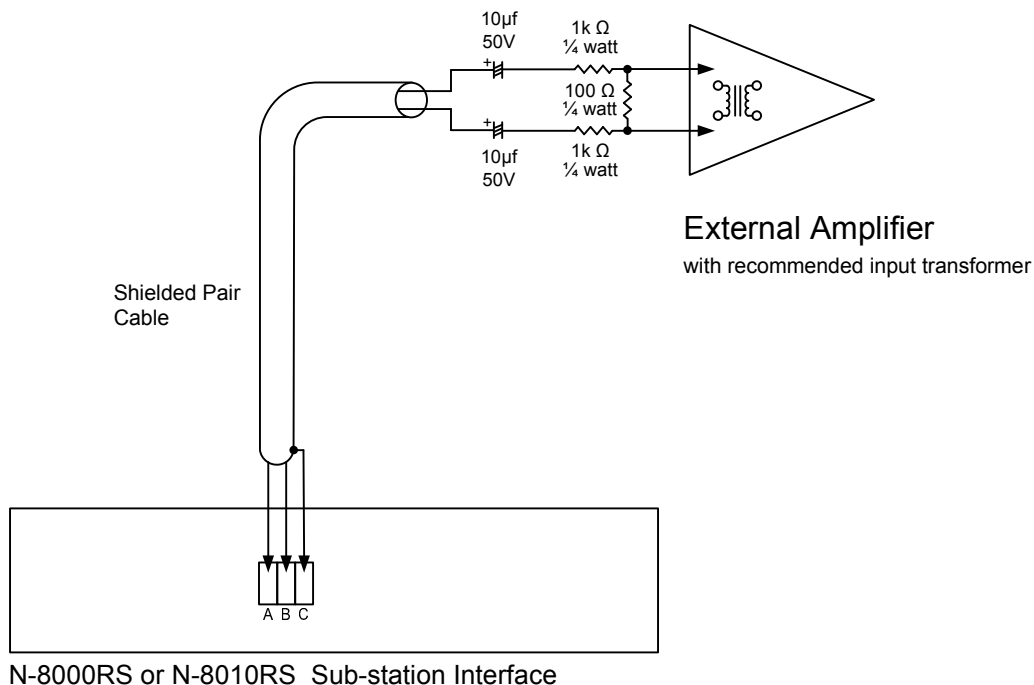 10µf
50V
1k Ω
¼ watt
100 Ω
¼ watt
+
+
10µf
50V
1k Ω
¼ watt
External Amplifier
with recommended input transformer
Shielded Pair
Cable
A B C
N-8000RS or N-8010RS Sub-station Interface